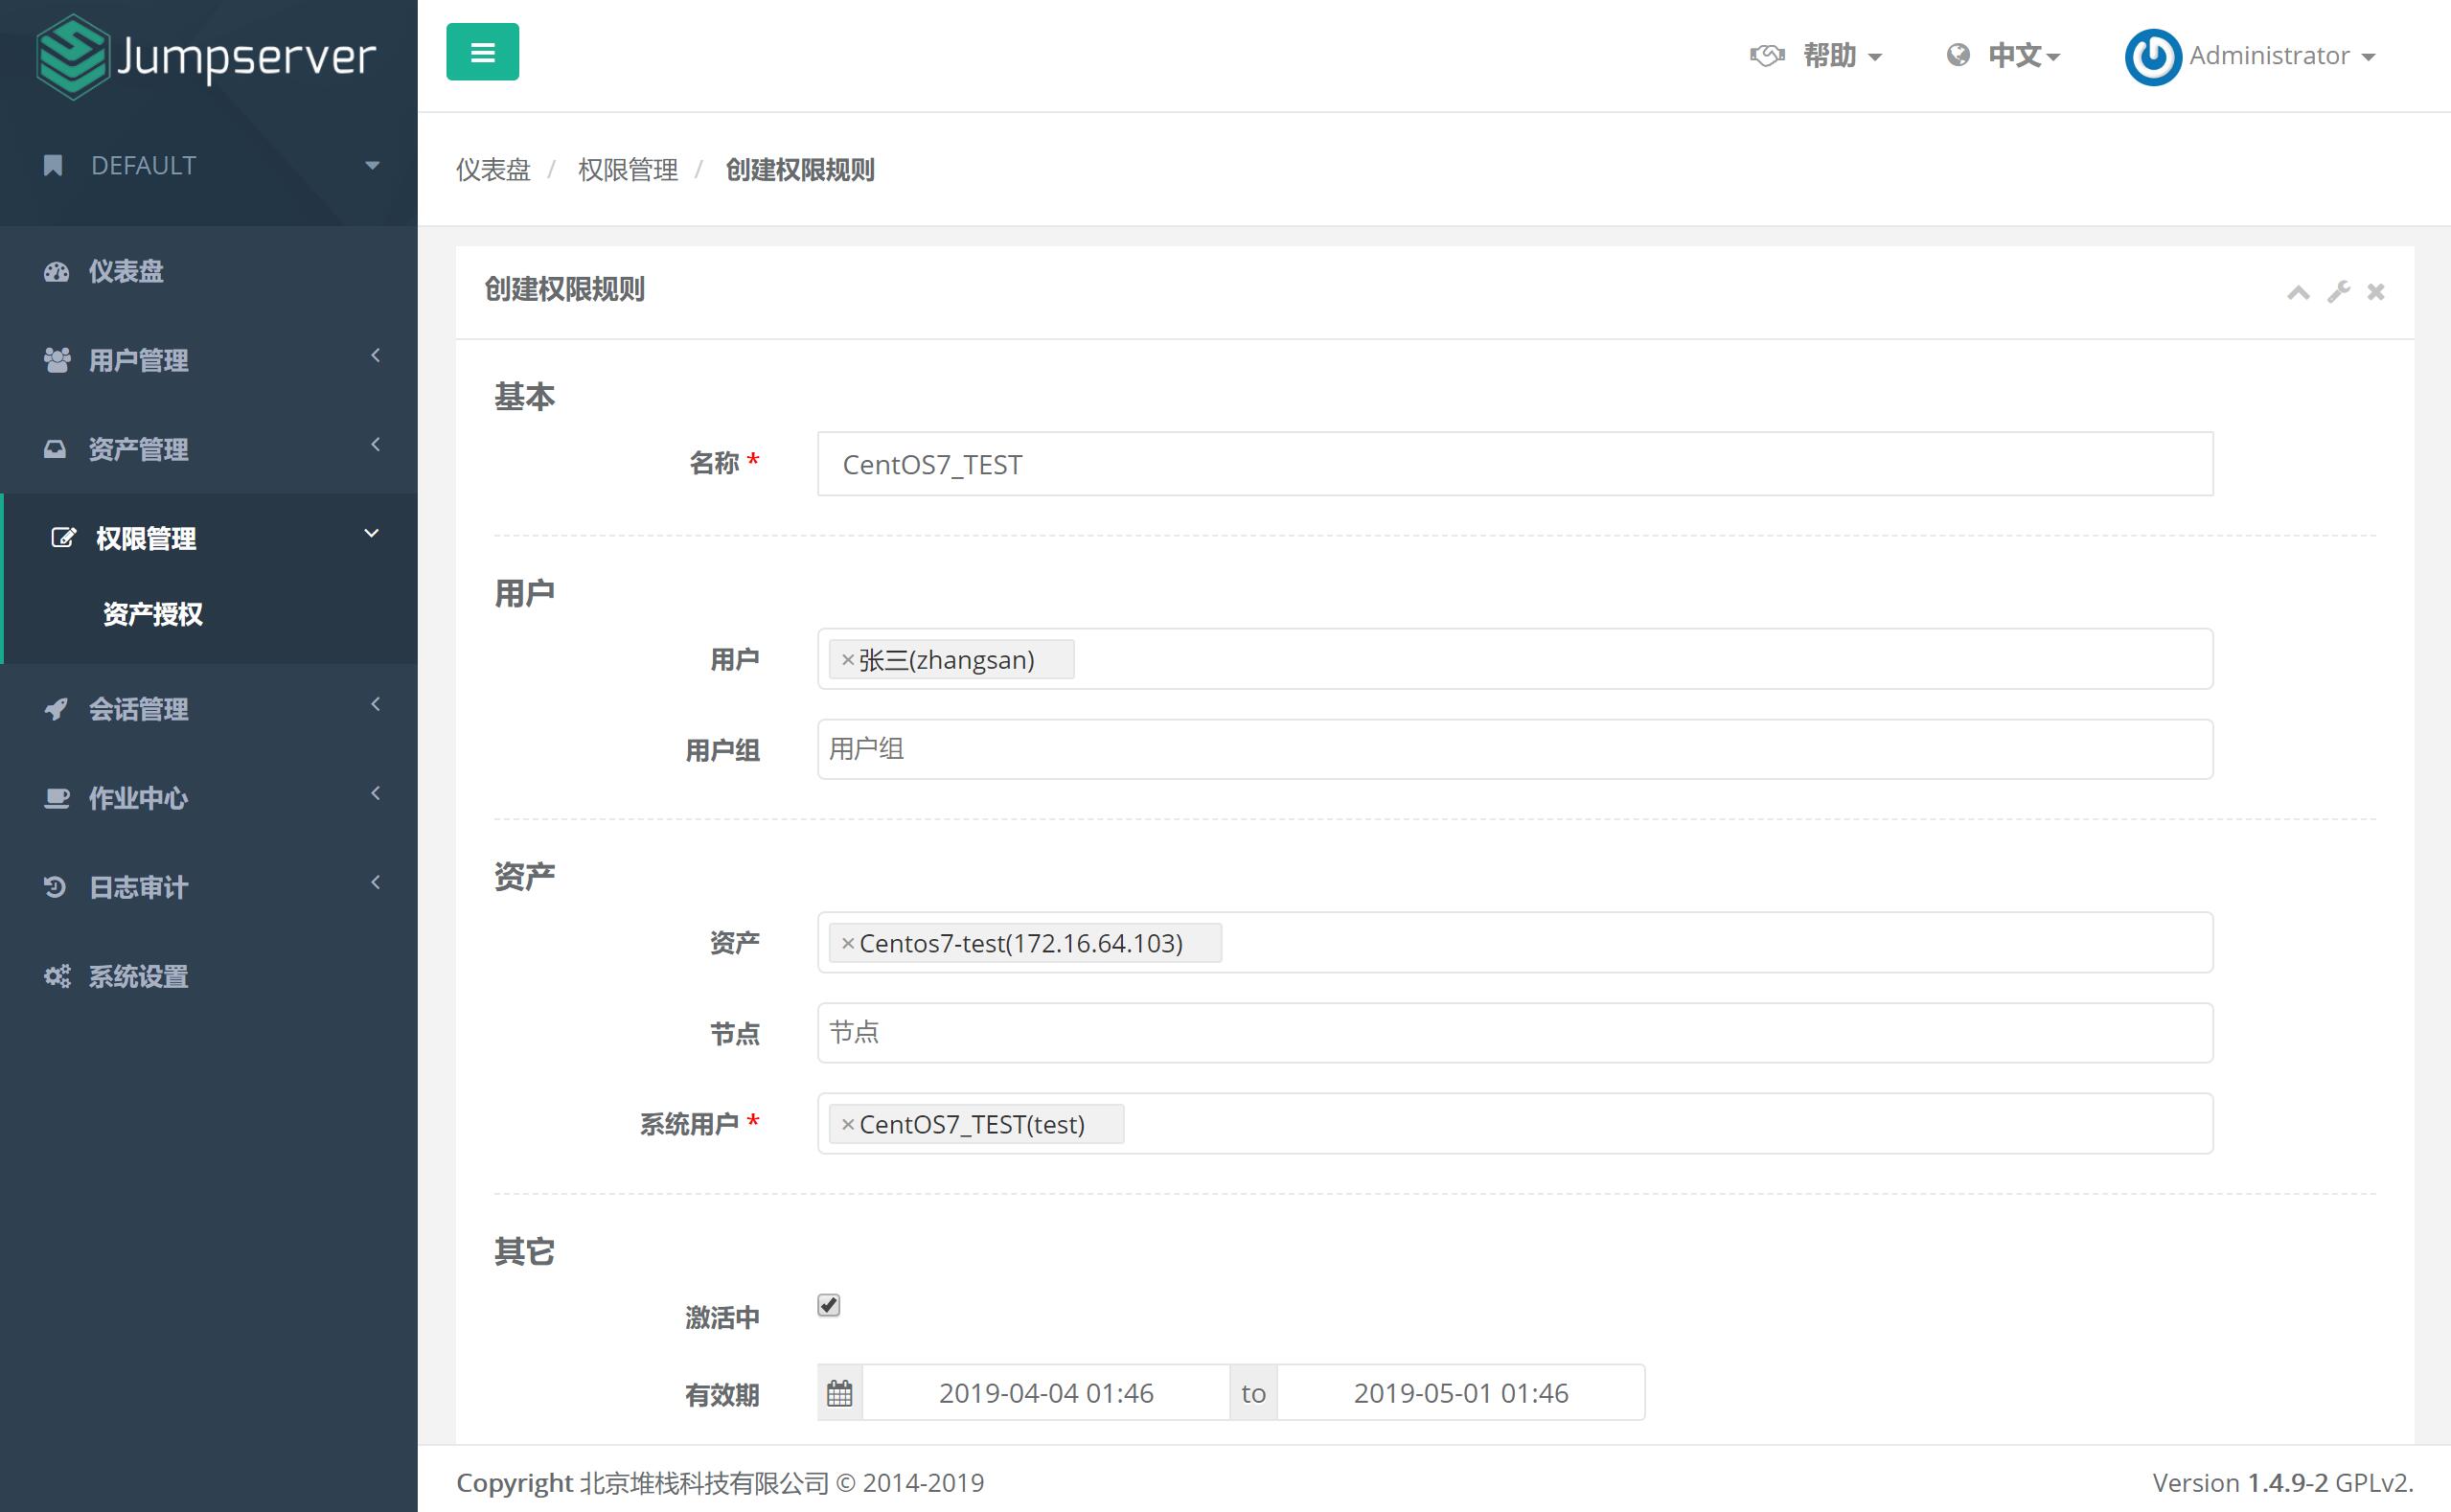 Jumpserver
帮助
中文
Administrator
DEFAULT
仪表盘
用户管理
资产管理
权限管理
资产授权
会话管理
作业中心
日志审计
系统设置
仪表盘 / 权限管理 / 创建权限规则
创建权限规则
基本
名称 * CentOS7_TEST
用户
用户 ×张三(zhangsan)
用户组 用户组
资产
资产 ×Centos7-test(172.16.64.103)
节点 节点
系统用户 * ×CentOS7_TEST(test)
其它
激活中
有效期 2019-04-04 01:46 to 2019-05-01 01:46
Copyright 北京堆栈科技有限公司 © 2014-2019
Version 1.4.9-2 GPLv2.